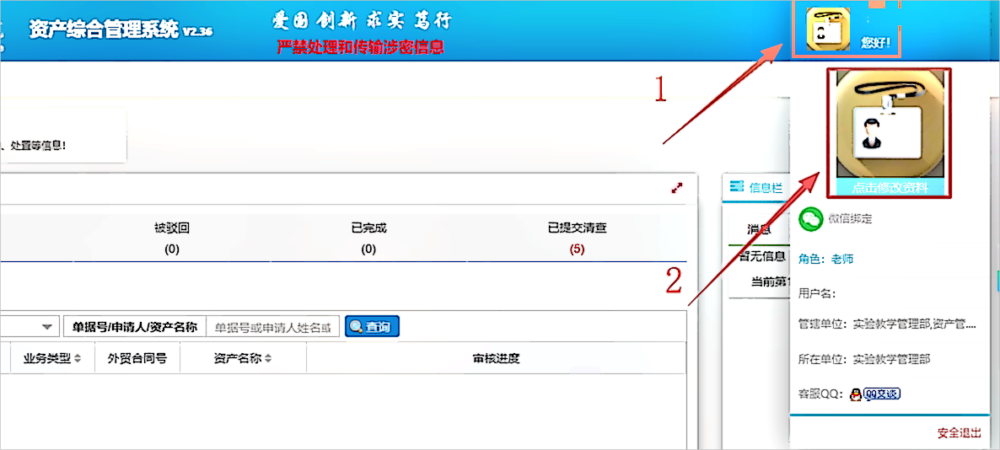 资产综合管理系统 V2.36
爱国 创新 求实 笃行
严禁处理和传输涉密信息
您好!
1
、处置等信息!
点击修改资料
信息栏
微信绑定
被驳回
已完成
已提交清查
消息
(0)
(0)
(5)
暂无信息
角色：老师
2
当前第
用户名：
管辖单位：实验教学管理部,资产管....
单据号/申请人/资产名称
单据号或申请人姓名或
查询
业务类型
外贸合同号
资产名称
审核进度
所在单位：实验教学管理部
客服QQ：
QQ交谈
安全退出